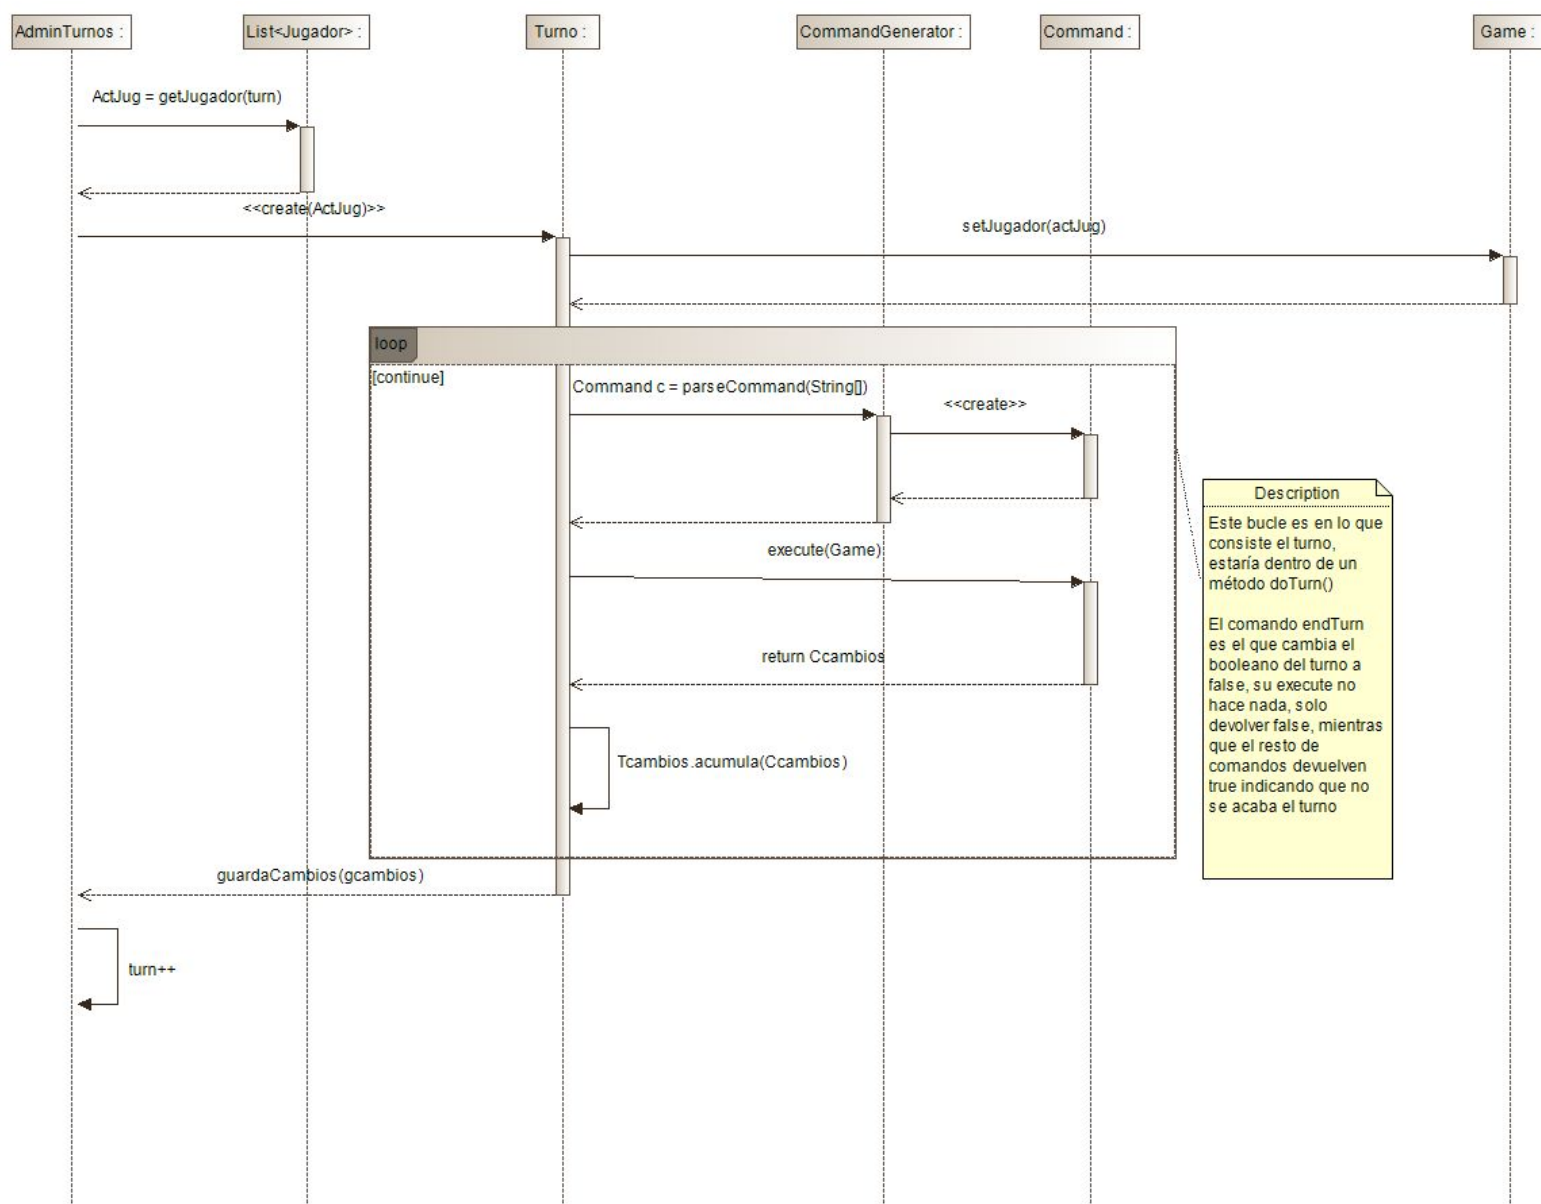 AdminTurnos :
List<Jugador> :
Turno :
CommandGenerator :
Command :
Game :
ActJug = getJugador(turn)
<<create(ActJug)>>
setJugador(actJug)
loop
[continue]
Command c = parseCommand(String[])
<<create>>
execute(Game)
return Ccambios
Tcambios.acumula(Ccambios)
Description
Este bucle es en lo que
consiste el turno,
estaría dentro de un
método doTurn()
El comando endTurn
es el que cambia el
booleano del turno a
false, su execute no
hace nada, solo
devolver false, mientras
que el resto de
comandos devuelven
true indicando que no
se acaba el turno
guardaCambios(gcambios)
turn++